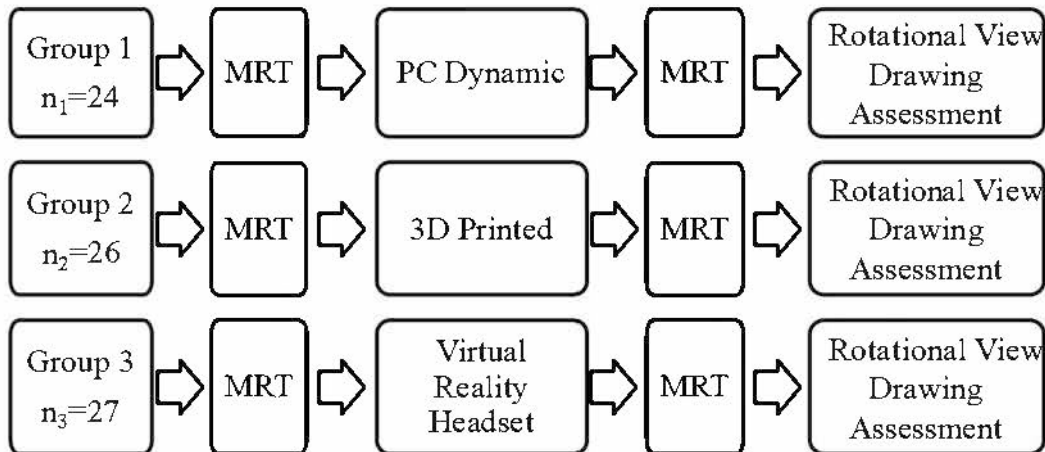 Group 1
n₁=24
MRT
PC Dynamic
MRT
Rotational View
Drawing
Assessment
Group 2
n₂=26
MRT
3D Printed
MRT
Rotational View
Drawing
Assessment
Group 3
n₃=27
MRT
Virtual
Reality
Headset
MRT
Rotational View
Drawing
Assessment